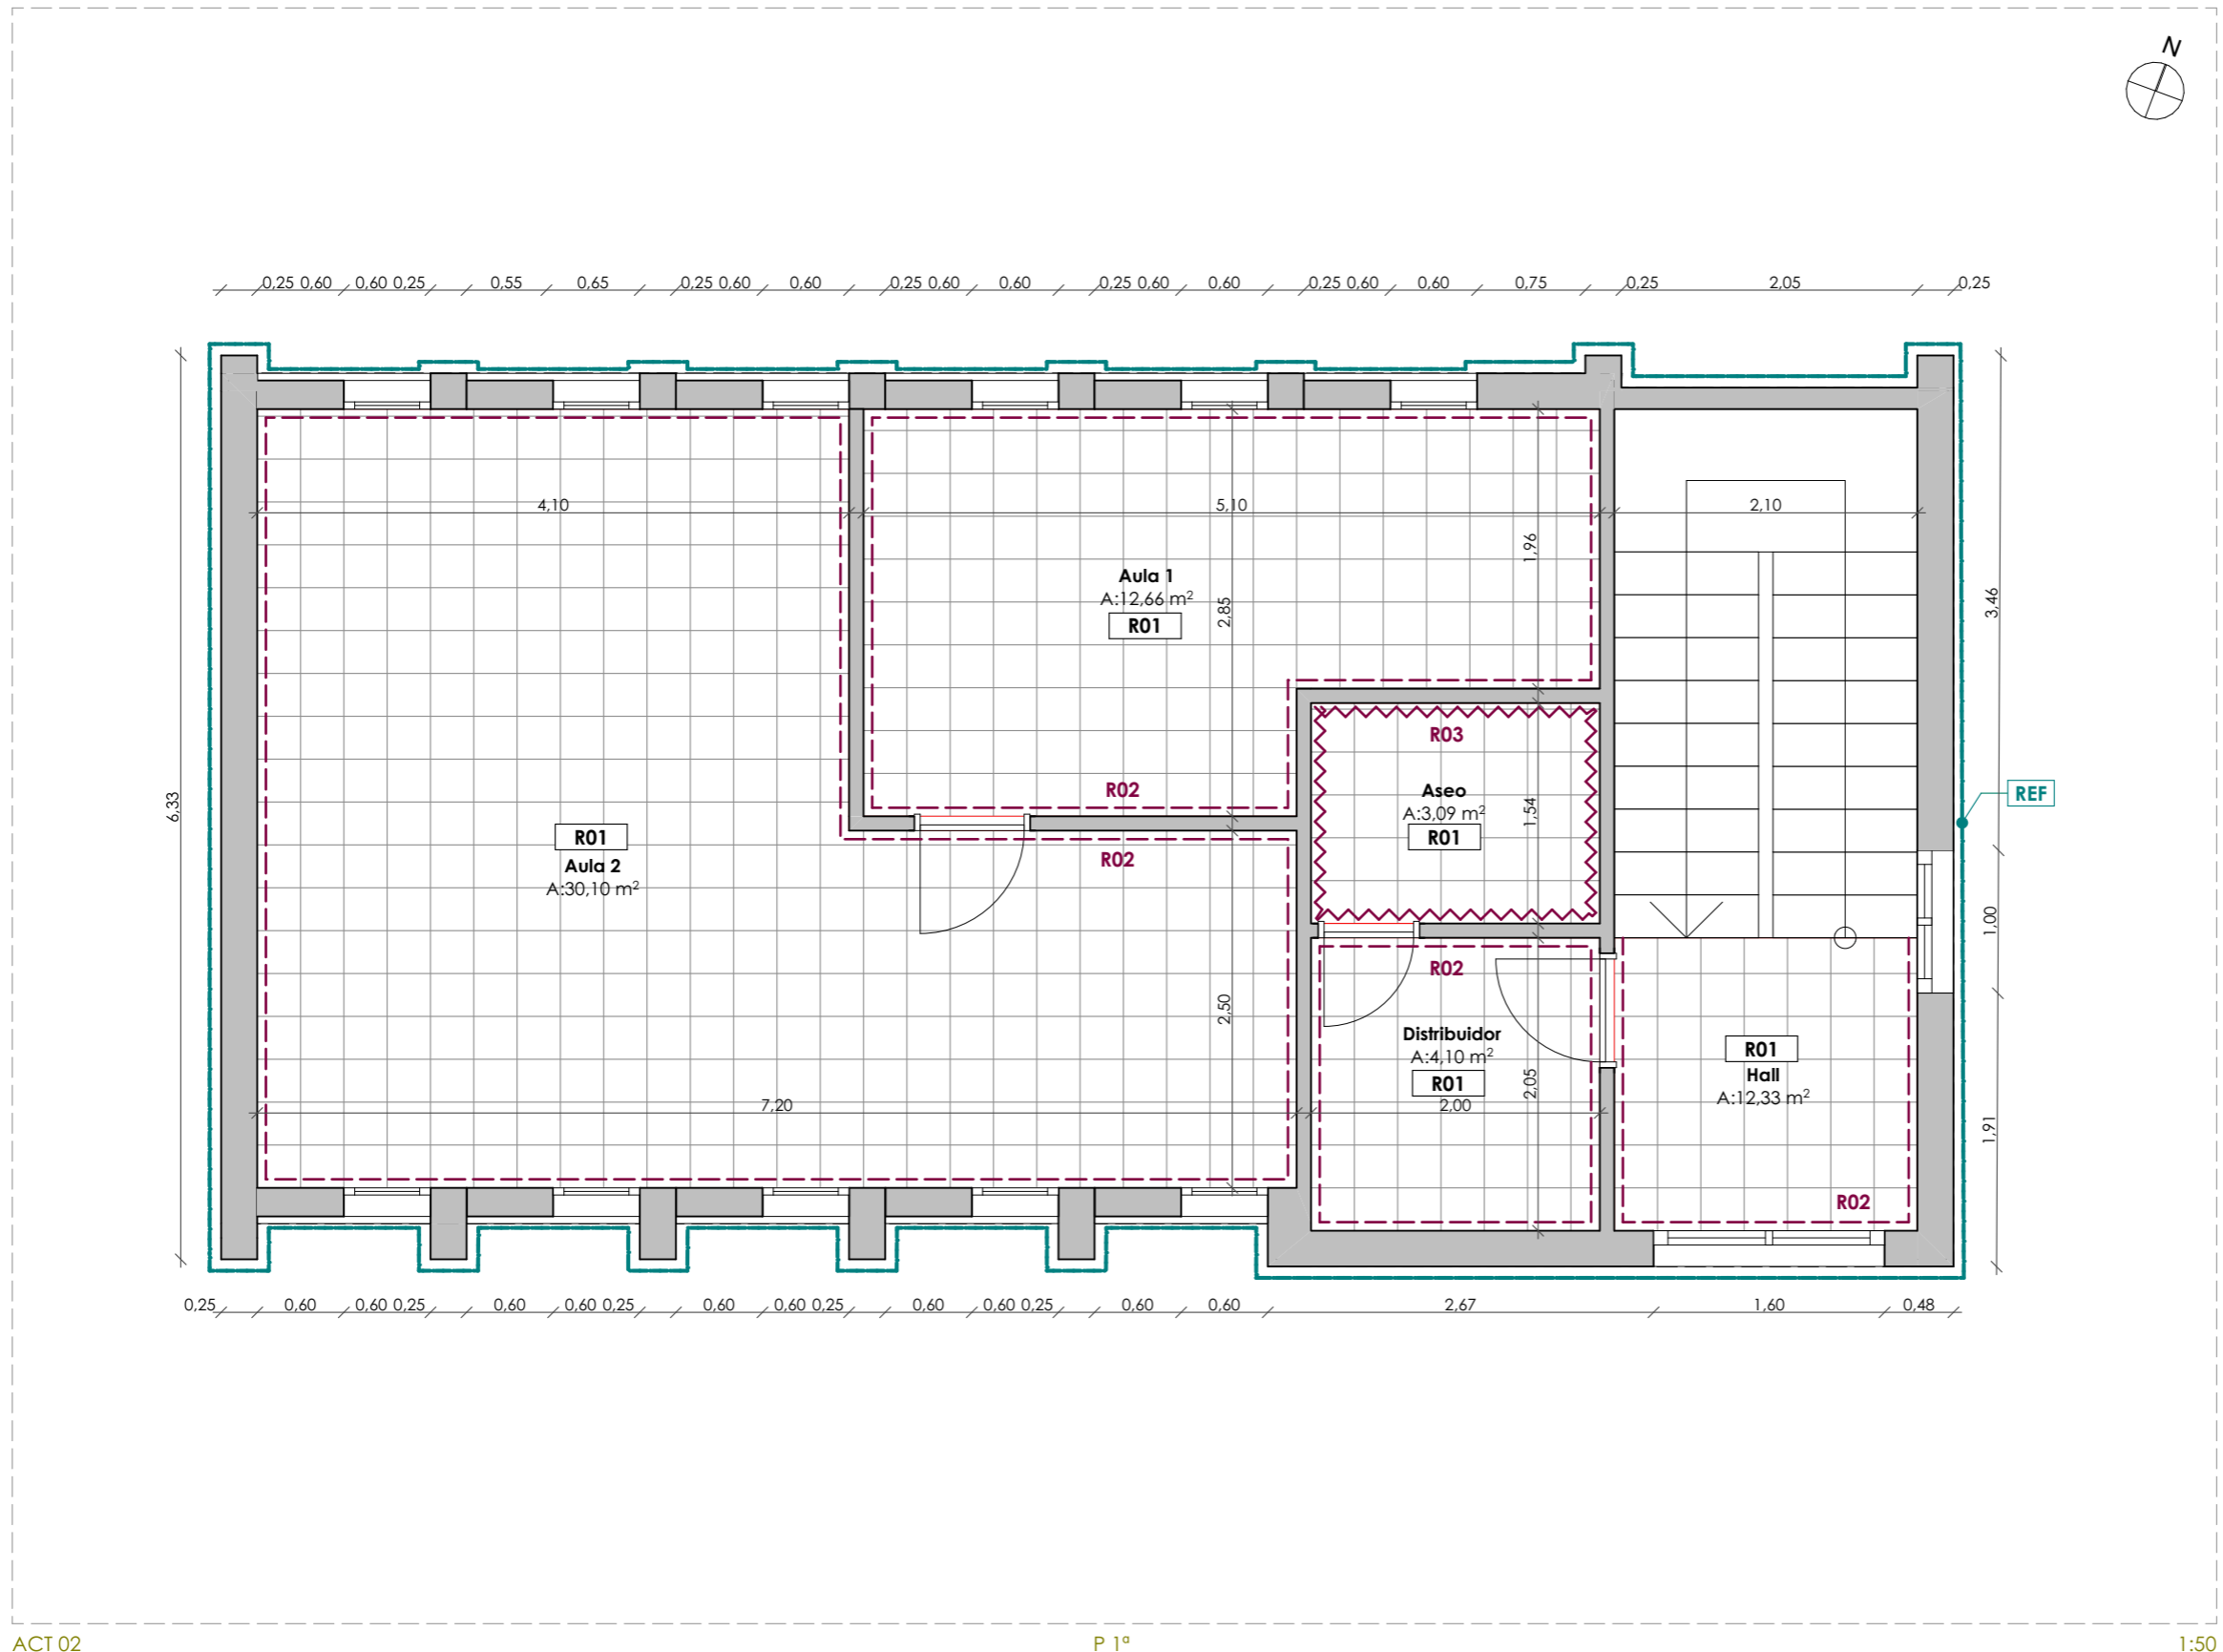 N
0,25 0,60 0,60 0,25 0,55 0,65 0,25 0,60 0,60 0,25 0,60 0,60 0,25 0,60 0,60 0,25 0,60 0,60 0,75 0,25 2,05 0,25
4,10 5,10 2,10
1,96
Aula 1
A:12,66 m²
R01
2,85
3,46
R03
R02
Aseo
A:3,09 m²
R01
1,54
REF
6,33
R01
Aula 2
A:30,10 m²
R02
1,00
R02
2,50
Distribuidor
A:4,10 m²
R01
2,05
R01
Hall
A:12,33 m²
7,20 2,00
1,91
R02
0,25 0,60 0,60 0,25 0,60 0,60 0,25 0,60 0,60 0,25 0,60 0,60 0,25 0,60 0,60 2,67 1,60 0,48
ACT 02 P 1ª 1:50